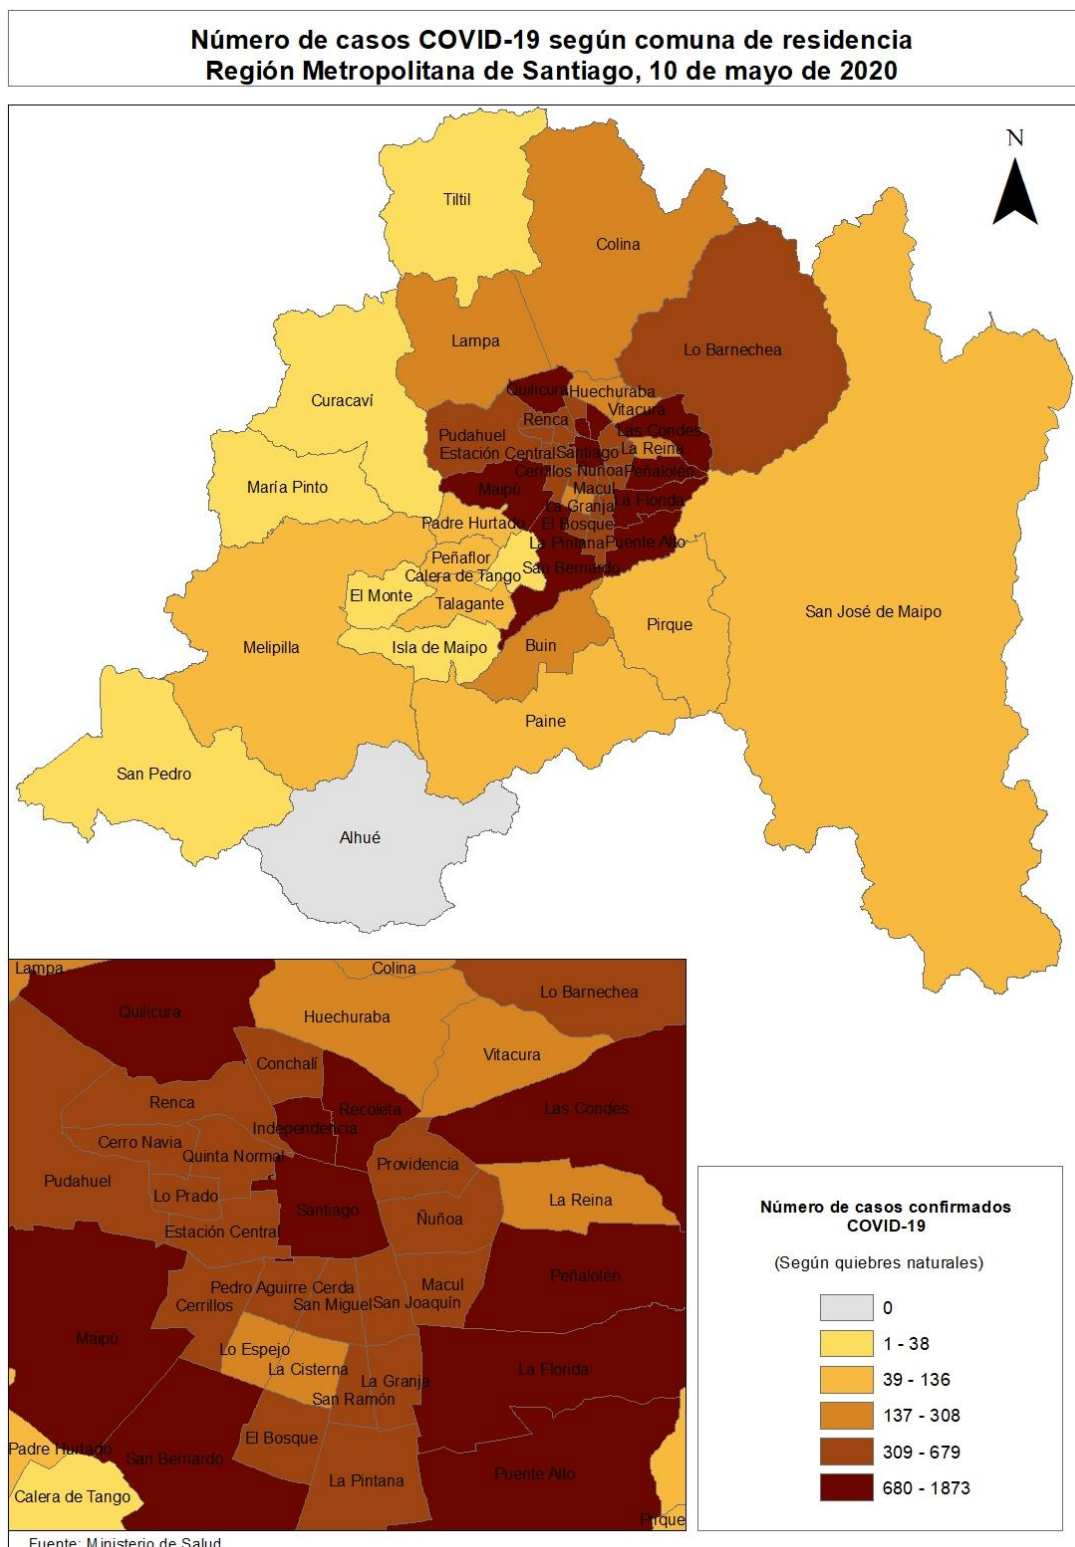 Número de casos COVID-19 según comuna de residencia
Región Metropolitana de Santiago, 10 de mayo de 2020
N
Tiltil
Colina
Lampa
Lo Barnechea
Quilicura
Huechuraba
Curacaví
Vitacura
Renca
Las Condes
Pudahuel
Estación Central
Santiago
La Reina
Cerrillos
Ñuñoa
Peñalolén
María Pinto
Maipú
Macul
La Florida
La Granja
Padre Hurtado
El Bosque
La Pintana
Puente Alto
Peñaflor
Calera de Tango
San Bernardo
El Monte
Talagante
San José de Maipo
Pirque
Melipilla
Isla de Maipo
Buin
Paine
San Pedro
Alhué
Lampa
Colina
Lo Barnechea
Quilicura
Huechuraba
Vitacura
Conchalí
Renca
Recoleta
Las Condes
Independencia
Cerro Navia
Quinta Normal
Providencia
Pudahuel
Lo Prado
La Reina
Santiago
Ñuñoa
Estación Central
Peñalolén
Pedro Aguirre Cerda
Macul
Cerrillos
San Miguel
San Joaquín
Maipú
Lo Espejo
La Cisterna
La Florida
La Granja
San Ramón
El Bosque
Padre Hurtado
San Bernardo
La Pintana
Puente Alto
Calera de Tango
Pirque
Número de casos confirmados
COVID-19
(Según quiebres naturales)
0
1 - 38
39 - 136
137 - 308
309 - 679
680 - 1873
Fuente: Ministerio de Salud